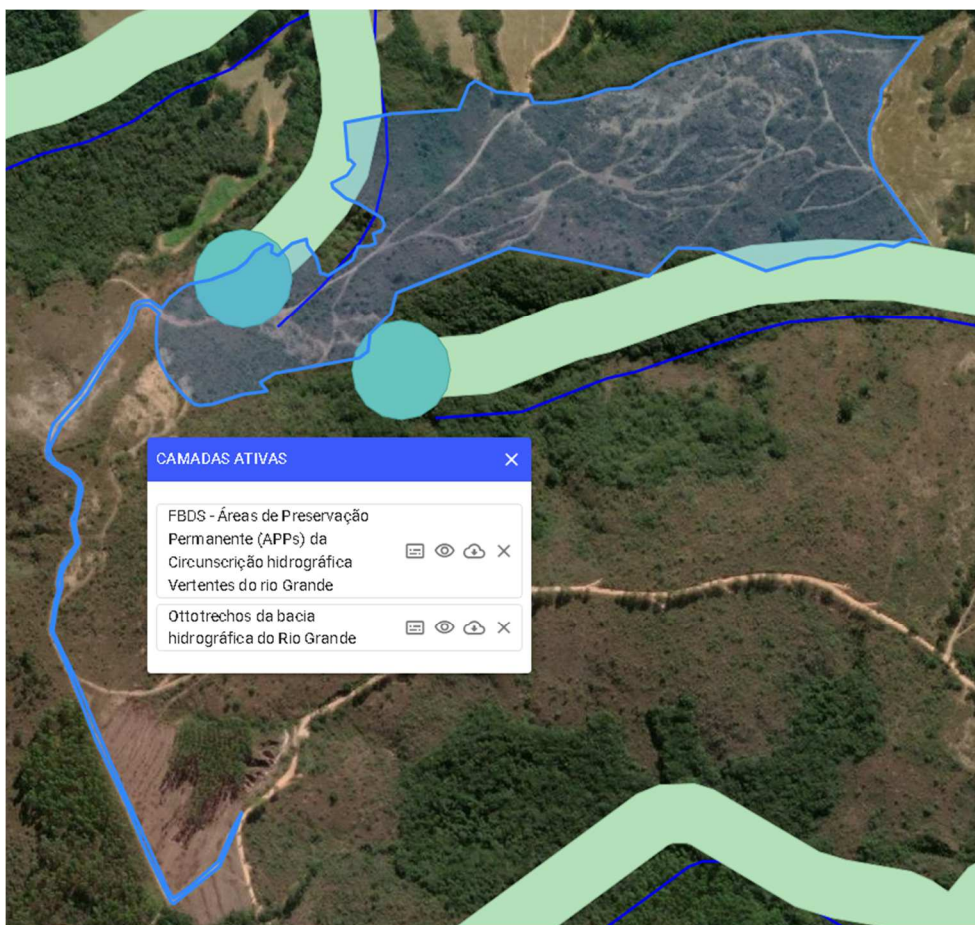 CAMADAS ATIVAS
FBDS - Áreas de Preservação
Permanente (APPs) da
Circunscrição hidrográfica
Vertentes do rio Grande
Ottotrechos da bacia
hidrográfica do Rio Grande